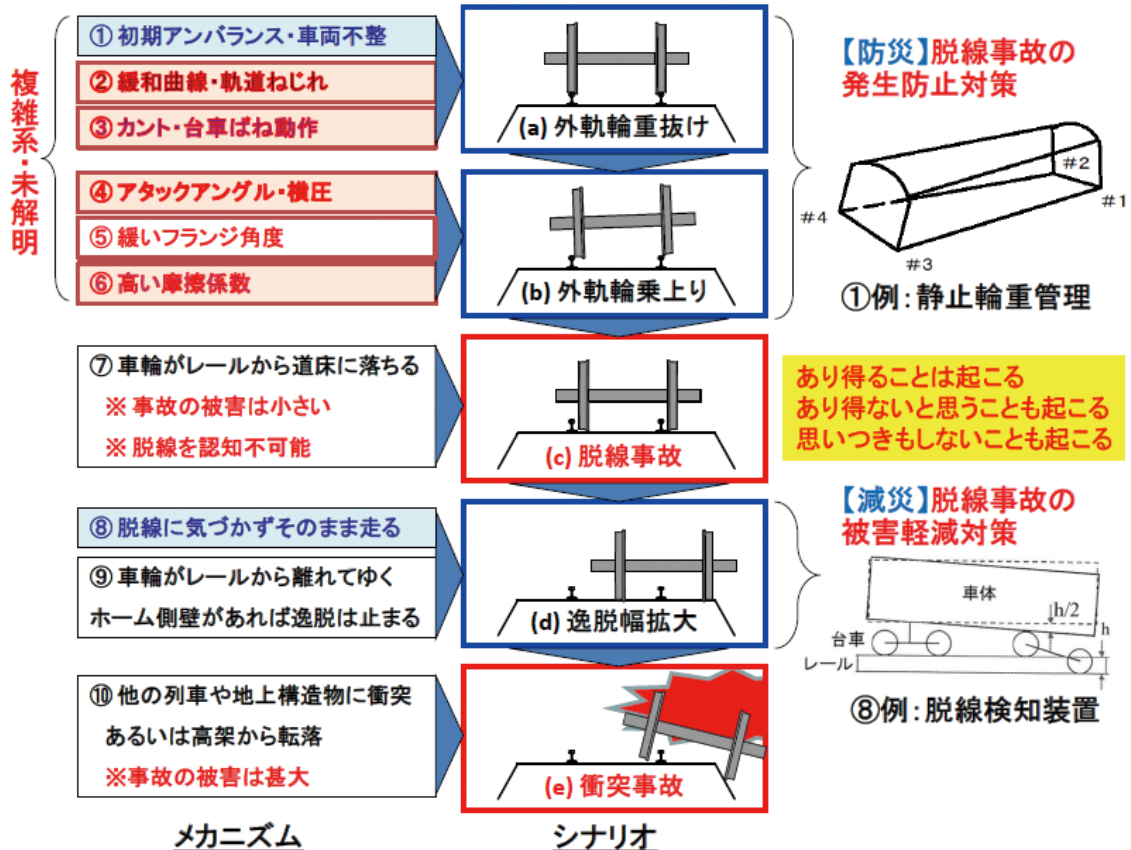 複雑系・未解明
① 初期アンバランス・車両不整
② 緩和曲線・軌道ねじれ
③ カント・台車ばね動作
(a) 外軌輪重抜け
④ アタックアングル・横圧
⑤ 緩いフランジ角度
⑥ 高い摩擦係数
(b) 外軌輪乗上り
【防災】脱線事故の
発生防止対策
#2
#1
#4
#3
①例：静止輪重管理
⑦ 車輪がレールから道床に落ちる
※ 事故の被害は小さい
※ 脱線を認知不可能
(c) 脱線事故
あり得ることは起こる
あり得ないと思うことも起こる
思いつきもしないことも起こる
⑧ 脱線に気づかずそのまま走る
⑨ 車輪がレールから離れてゆく
ホーム側壁があれば逸脱は止まる
(d) 逸脱幅拡大
【減災】脱線事故の
被害軽減対策
車体
h/2
h
台車
レール
⑧例：脱線検知装置
⑩ 他の列車や地上構造物に衝突
あるいは高架から転落
※事故の被害は甚大
(e) 衝突事故
メカニズム
シナリオ